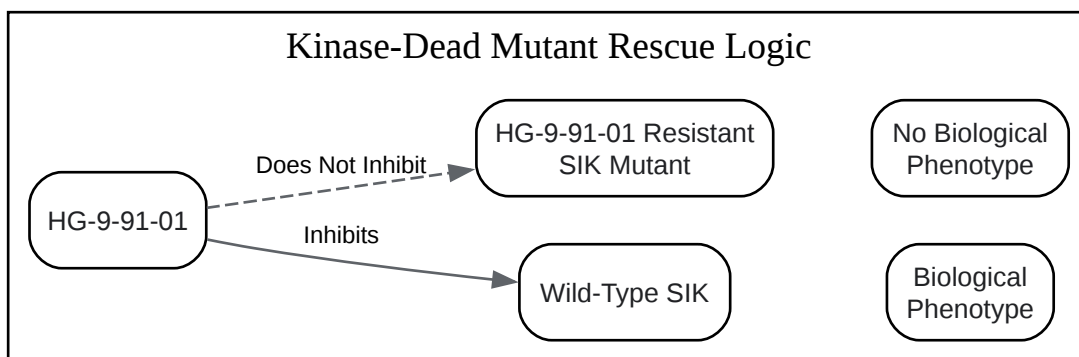 Kinase-Dead Mutant Rescue Logic
HG-9-91-01
Does Not Inhibit
Inhibits
HG-9-91-01 Resistant
SIK Mutant
Wild-Type SIK
No Biological
Phenotype
Biological
Phenotype